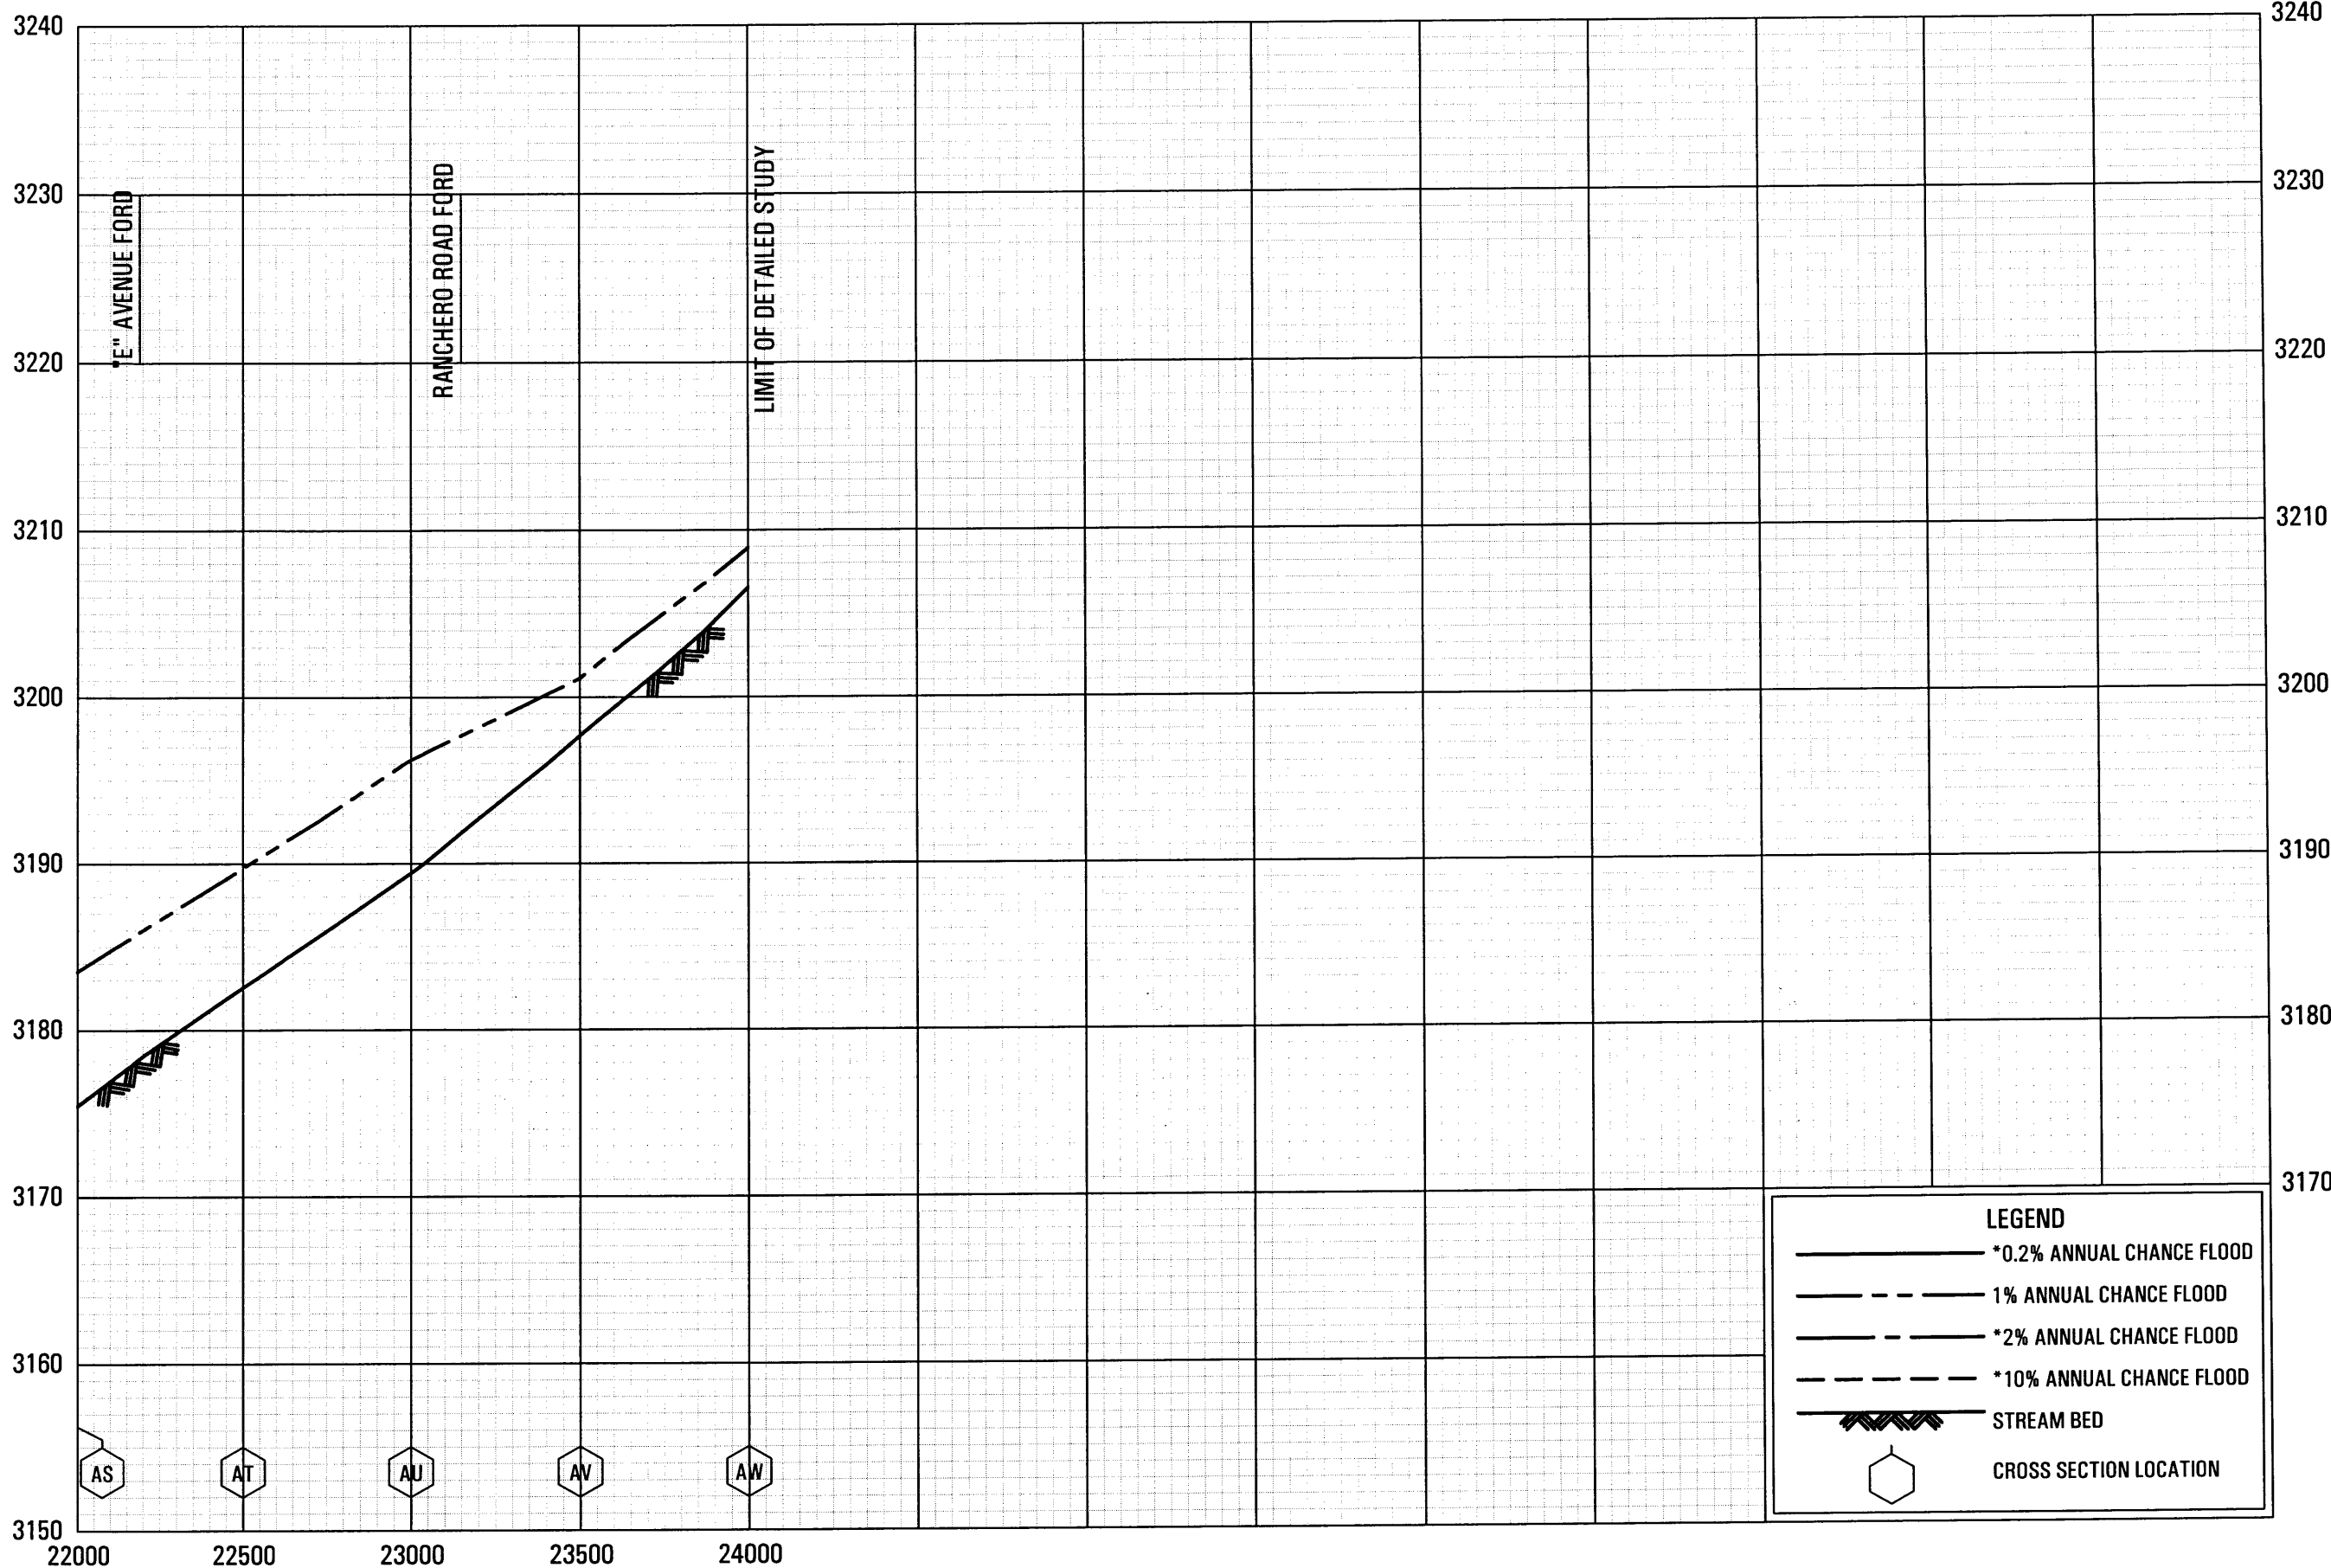 3240
3240
3230
3230
3220
3220
3210
3210
3200
3200
3190
3190
3180
3180
3170
3170
3160
3150
"E" AVENUE FORD
RANCHERO ROAD FORD
LIMIT OF DETAILED STUDY
AS
AT
AU
AV
AW
22000
22500
23000
23500
24000
LEGEND
*0.2% ANNUAL CHANCE FLOOD
1% ANNUAL CHANCE FLOOD
*2% ANNUAL CHANCE FLOOD
*10% ANNUAL CHANCE FLOOD
STREAM BED
CROSS SECTION LOCATION